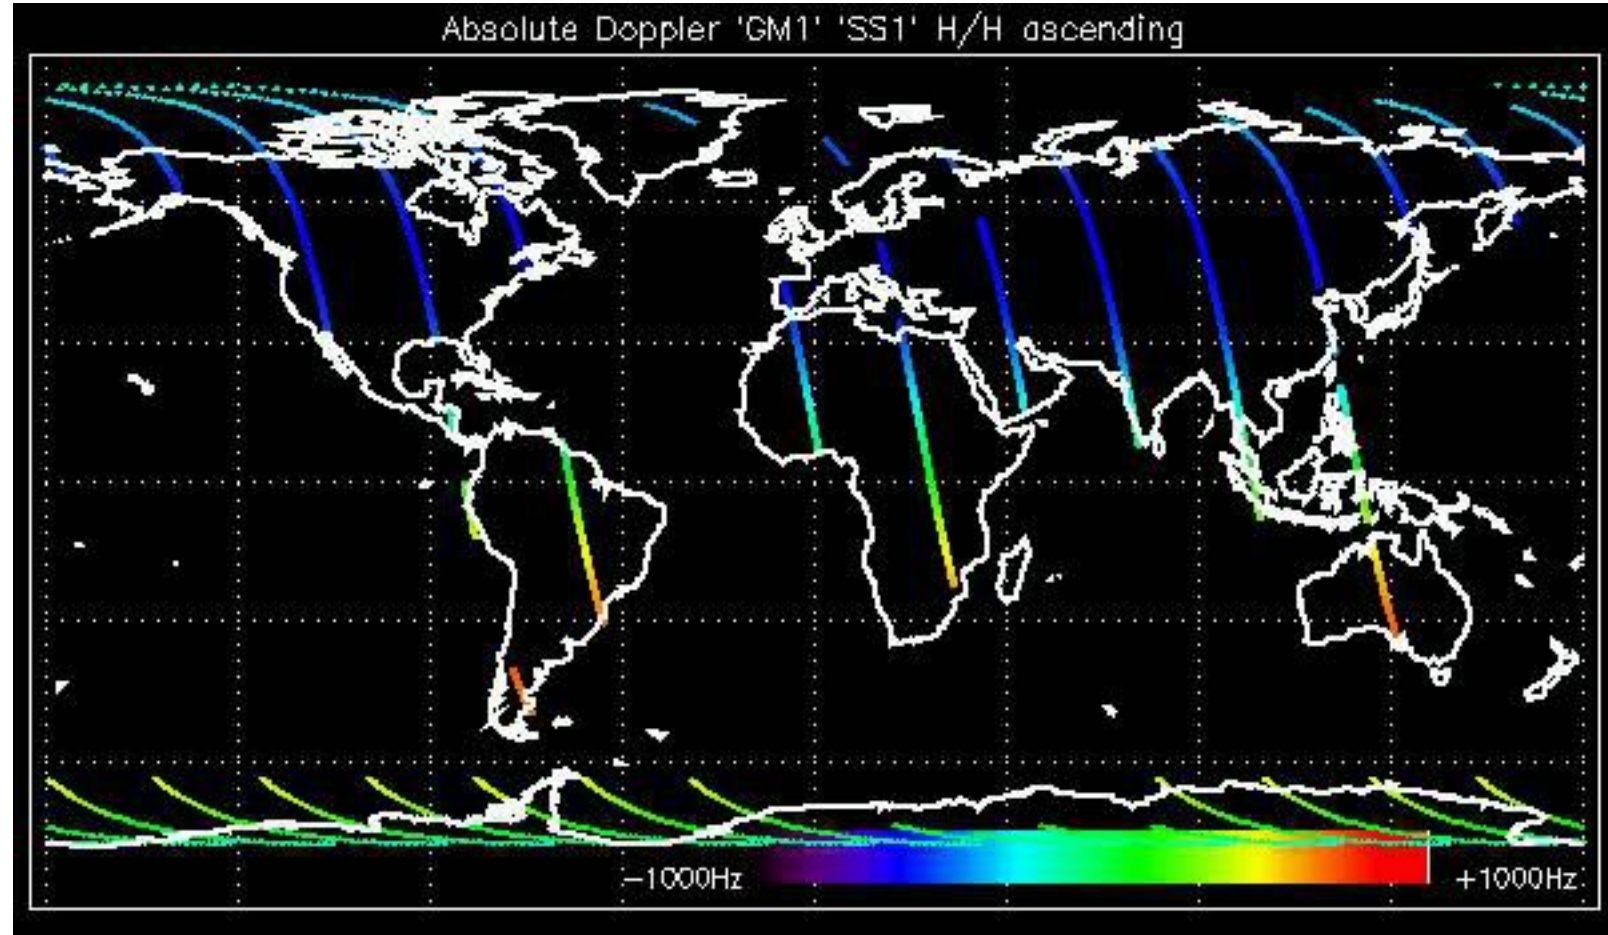 Absolute Doppler 'GM1' 'SS1' H/H ascending
−1000Hz
+1000Hz